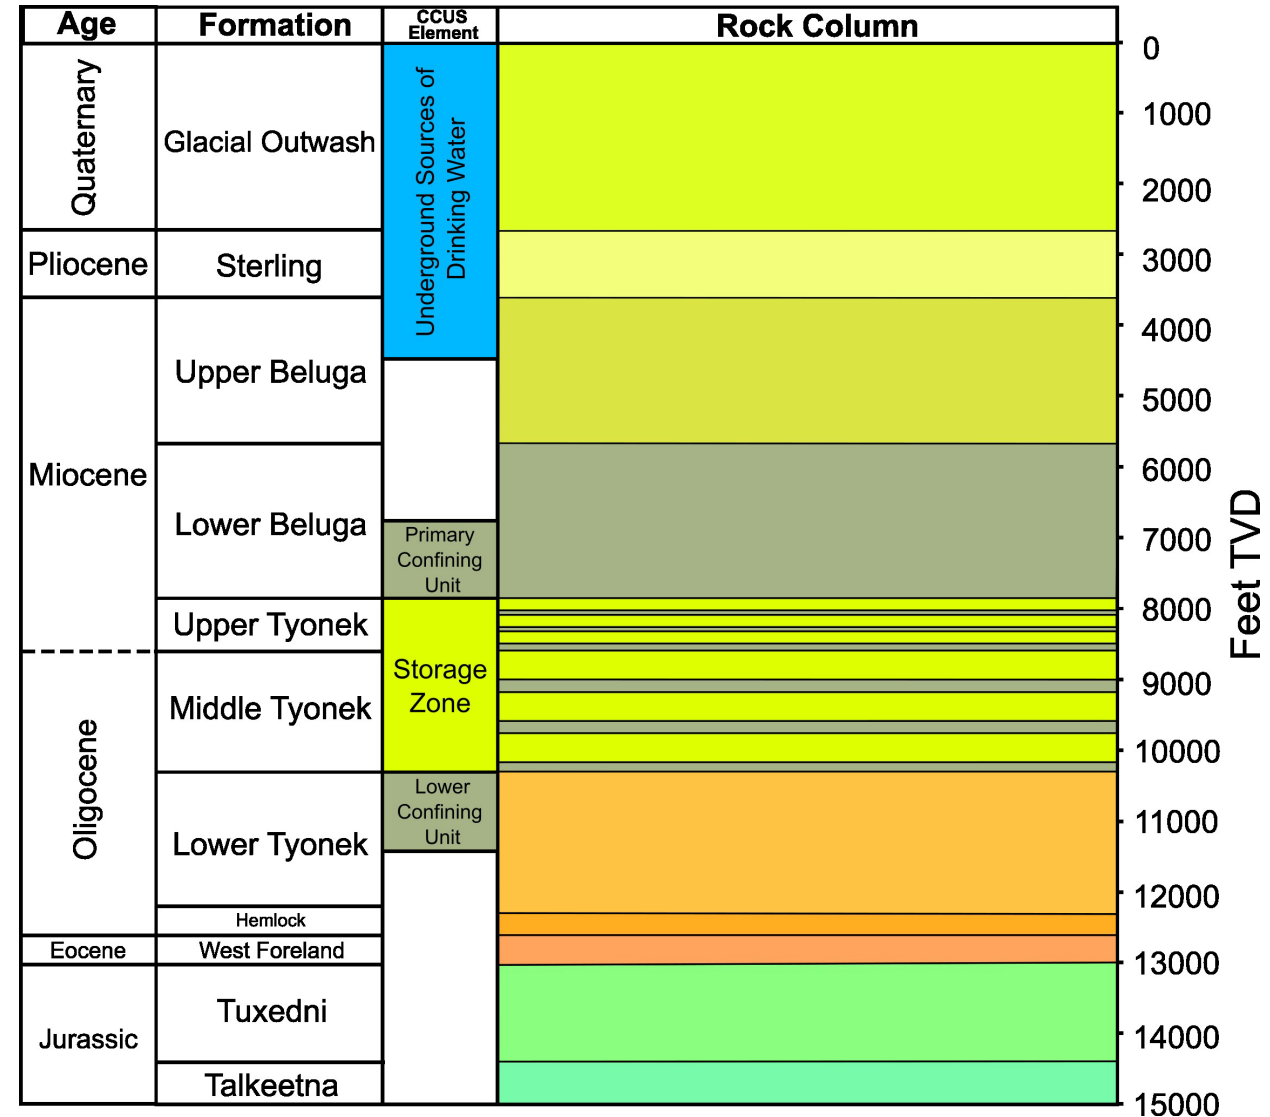 Age
Formation
CCUS
Element
Rock Column
0
Quaternary
Glacial Outwash
Underground Sources of
Drinking Water
1000
2000
Pliocene
Sterling
3000
4000
Miocene
Upper Beluga
5000
6000
Lower Beluga
Primary
Confining
Unit
7000
Feet TVD
8000
Upper Tyonek
Storage
Zone
9000
Oligocene
Middle Tyonek
10000
Lower Tyonek
Lower
Confining
Unit
11000
12000
Hemlock
Eocene
West Foreland
13000
Jurassic
Tuxedni
14000
Talkeetna
15000